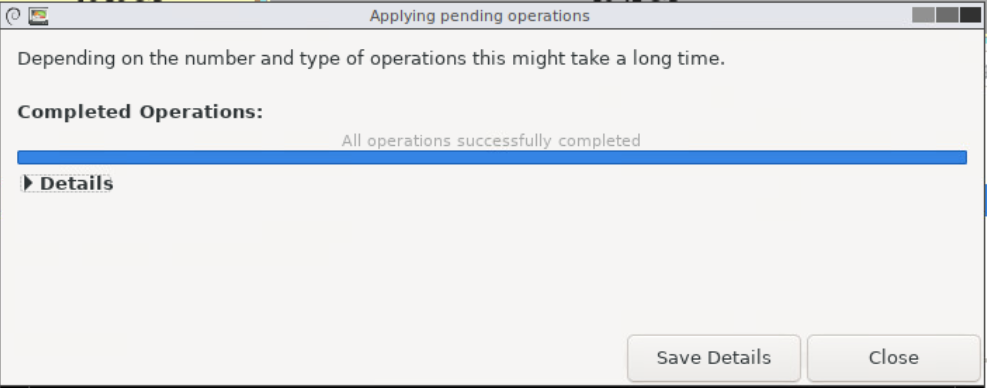 Applying pending operations
Depending on the number and type of operations this might take a long time.
Completed Operations:
All operations successfully completed
Details
Save Details
Close